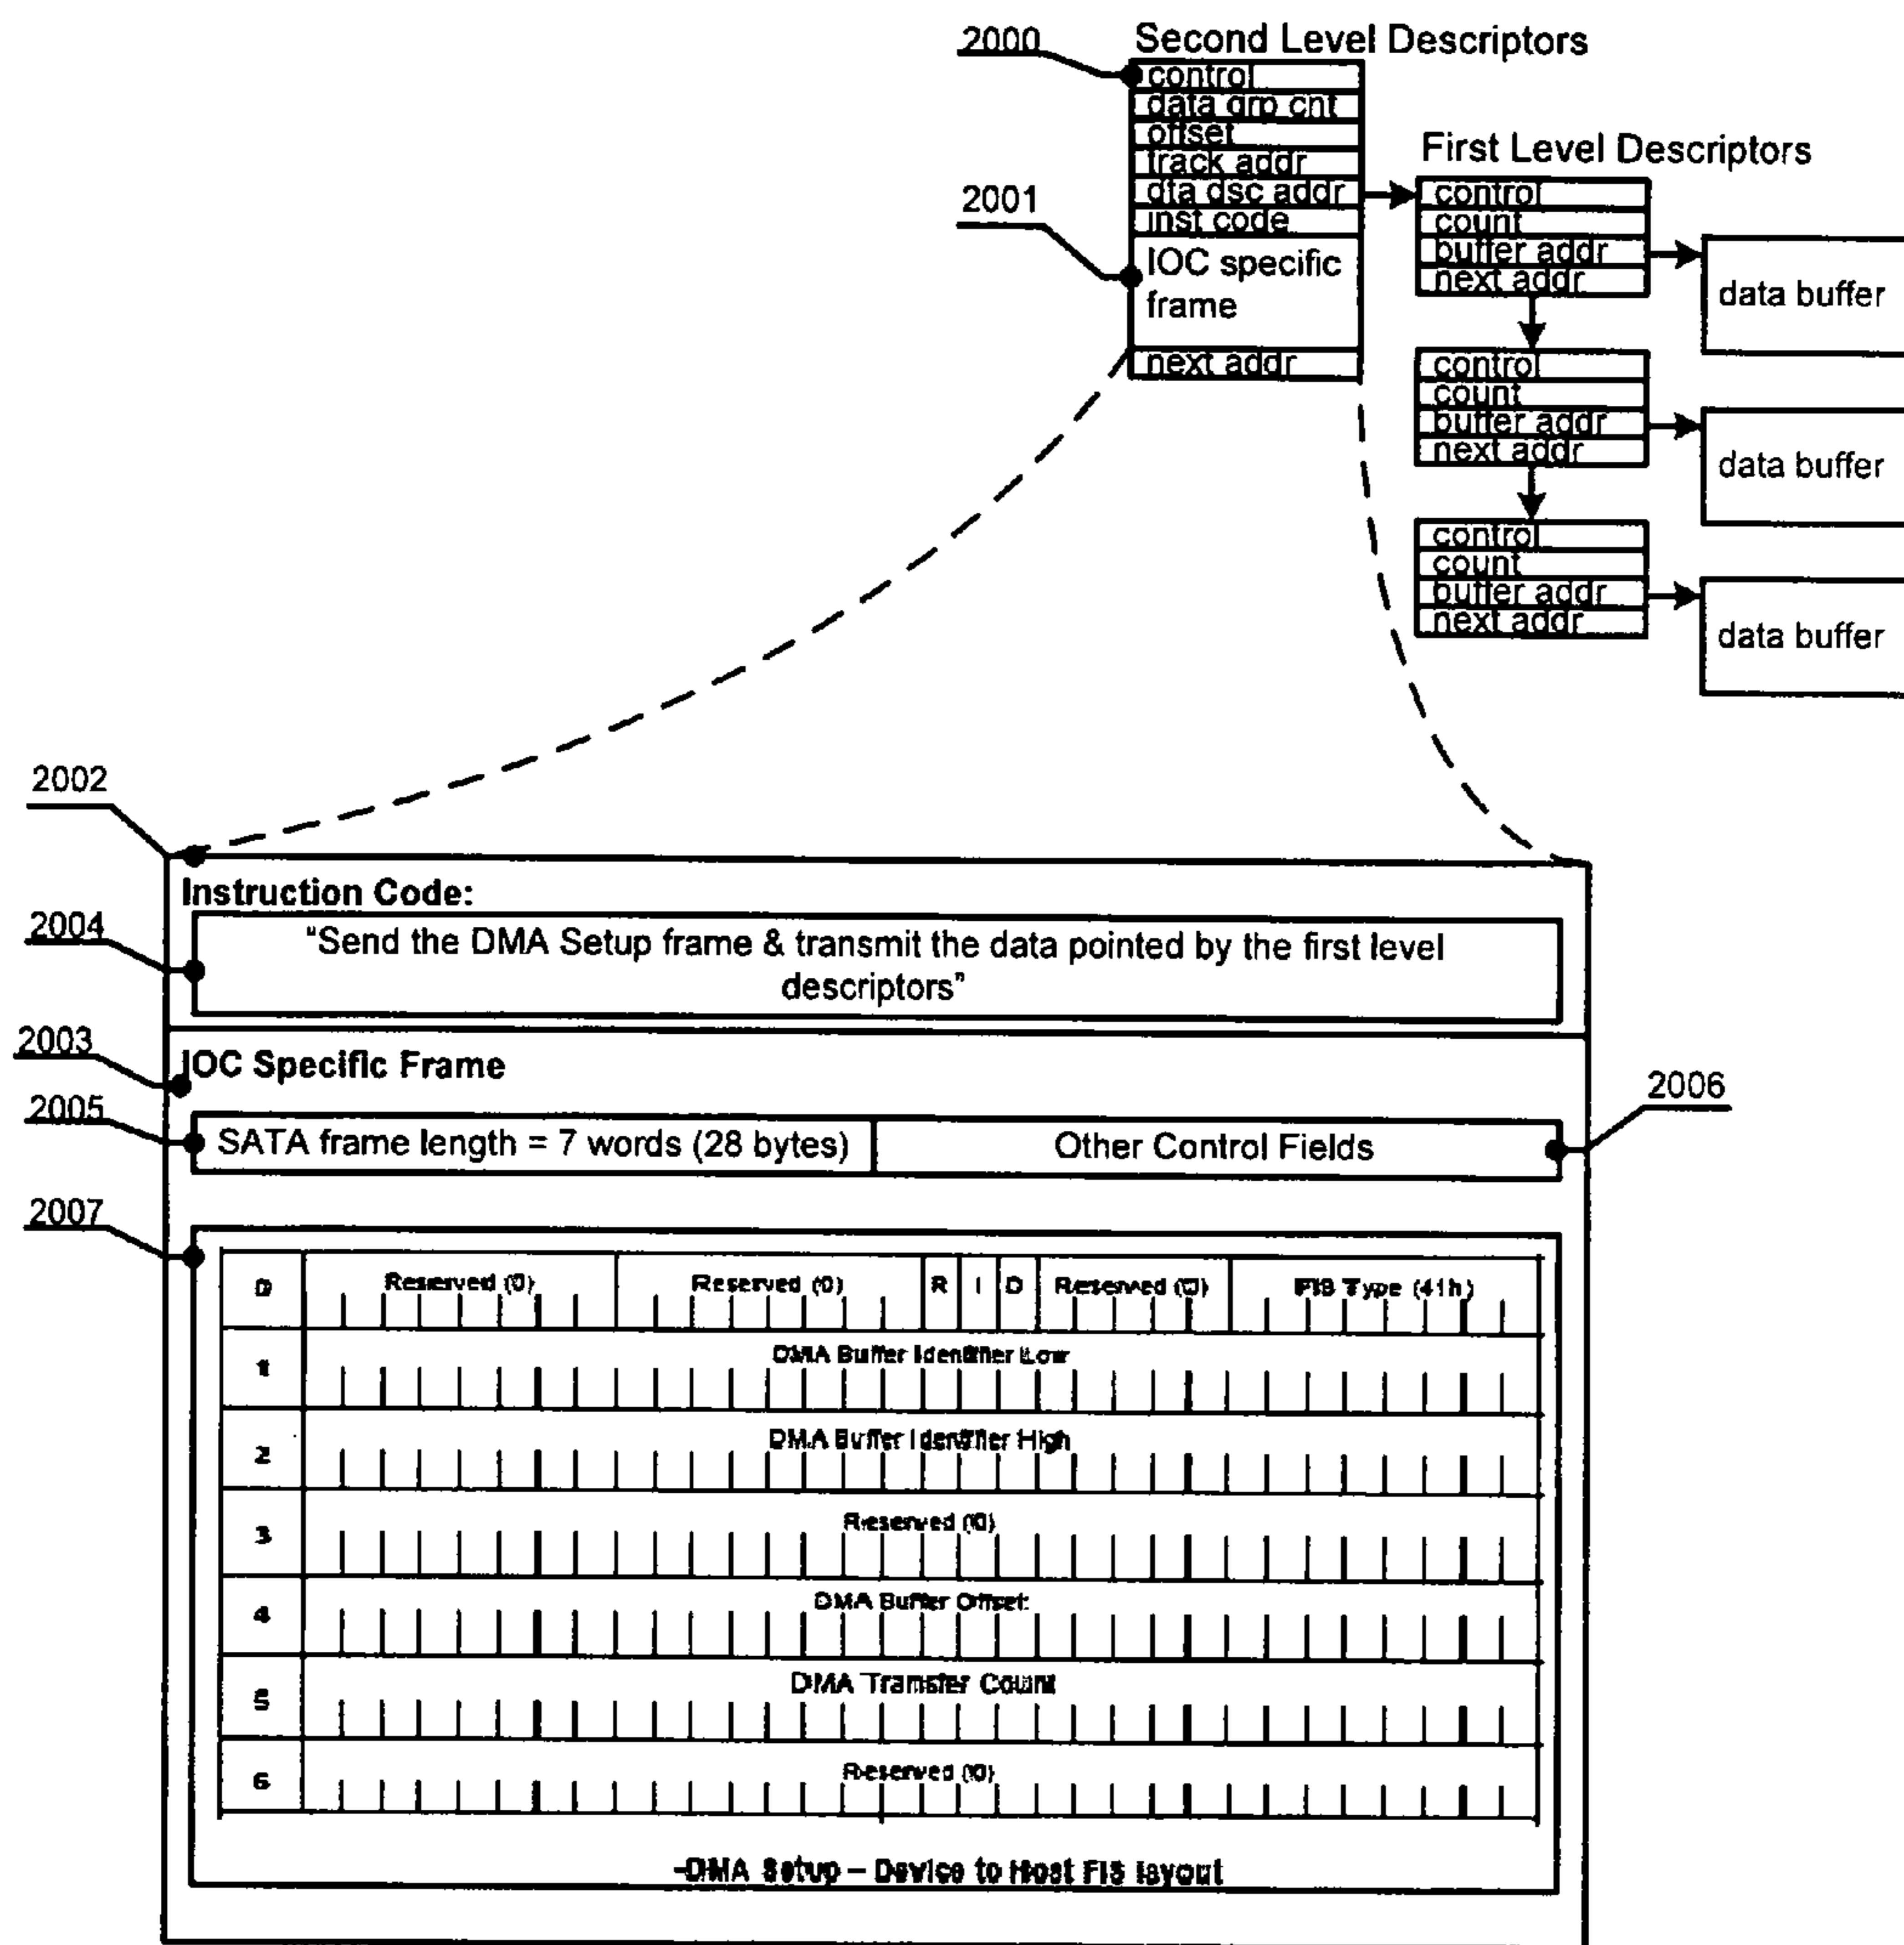 2000
Second Level Descriptors
control
data grp cnt
offset
track addr
dta dsc addr
inst code
IOC specific
frame
next addr
2001
First Level Descriptors
control
count
buffer addr
next addr
data buffer
control
count
buffer addr
next addr
data buffer
control
count
buffer addr
next addr
data buffer
2002
Instruction Code:
2004
"Send the DMA Setup frame & transmit the data pointed by the first level
descriptors"
2003
IOC Specific Frame
2005
SATA frame length = 7 words (28 bytes)
Other Control Fields
2006
2007
0 Reserved (0) Reserved (0) R I D Reserved (0) FIS Type (41h)
1 DMA Buffer Identifier Low
2 DMA Buffer Identifier High
3 Reserved (0)
4 DMA Buffer Offset
5 DMA Transfer Count
6 Reserved (0)
-DMA Setup – Device to Host FIS layout